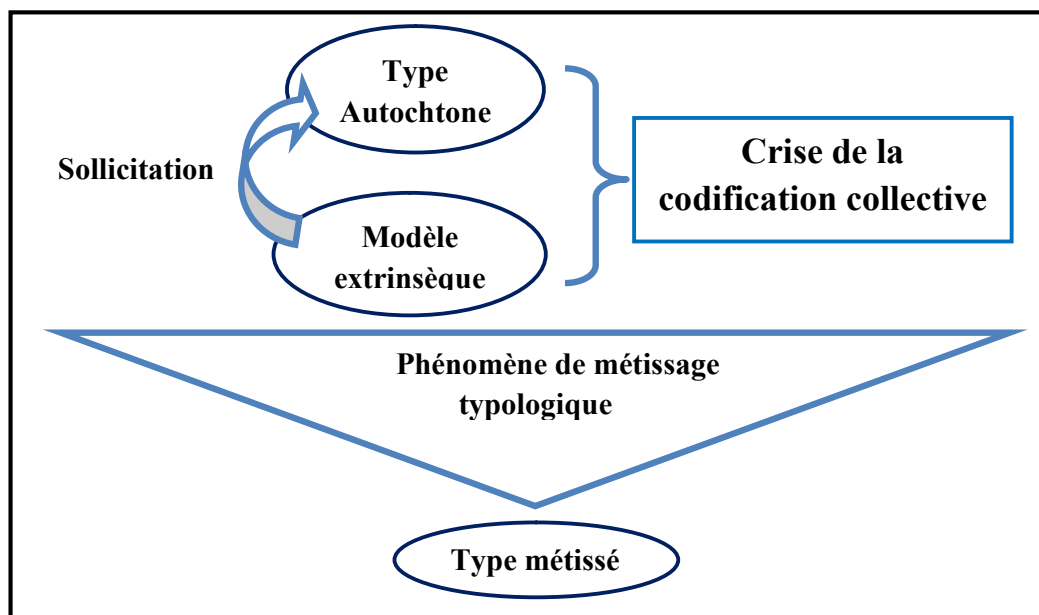 Type
Autochtone
Sollicitation
Modèle
extrinsèque
Crise de la
codification collective
Phénomène de métissage
typologique
Type métissé